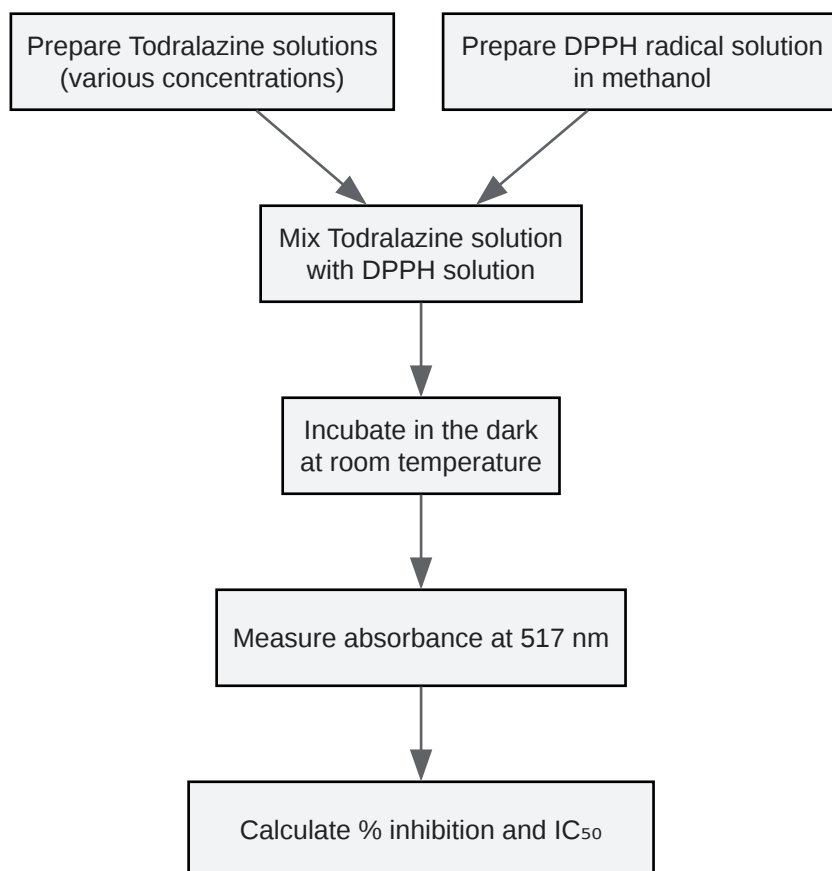 Prepare Todralazine solutions
(various concentrations)
Prepare DPPH radical solution
in methanol
Mix Todralazine solution
with DPPH solution
Incubate in the dark
at room temperature
Measure absorbance at 517 nm
Calculate % inhibition and IC₅₀